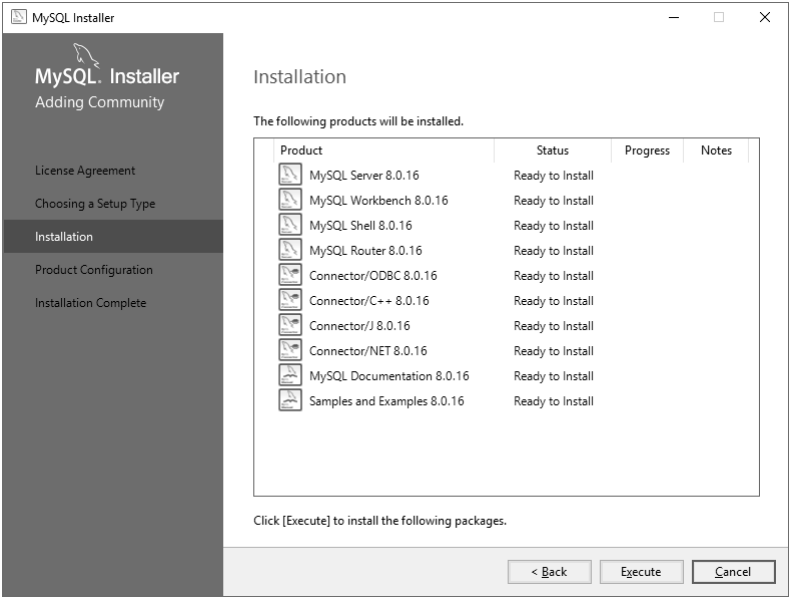 MySQL Installer
MySQL. Installer
Adding Community
License Agreement
Choosing a Setup Type
Installation
Product Configuration
Installation Complete
Installation
The following products will be installed.
Product Status Progress Notes
MySQL Server 8.0.16 Ready to Install
MySQL Workbench 8.0.16 Ready to Install
MySQL Shell 8.0.16 Ready to Install
MySQL Router 8.0.16 Ready to Install
Connector/ODBC 8.0.16 Ready to Install
Connector/C++ 8.0.16 Ready to Install
Connector/J 8.0.16 Ready to Install
Connector/NET 8.0.16 Ready to Install
MySQL Documentation 8.0.16 Ready to Install
Samples and Examples 8.0.16 Ready to Install
Click [Execute] to install the following packages.
< Back Execute Cancel